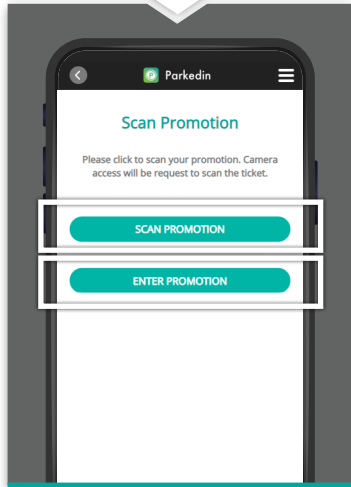 Parkedin
Scan Promotion
Please click to scan your promotion. Camera
access will be request to scan the ticket.
SCAN PROMOTION
ENTER PROMOTION